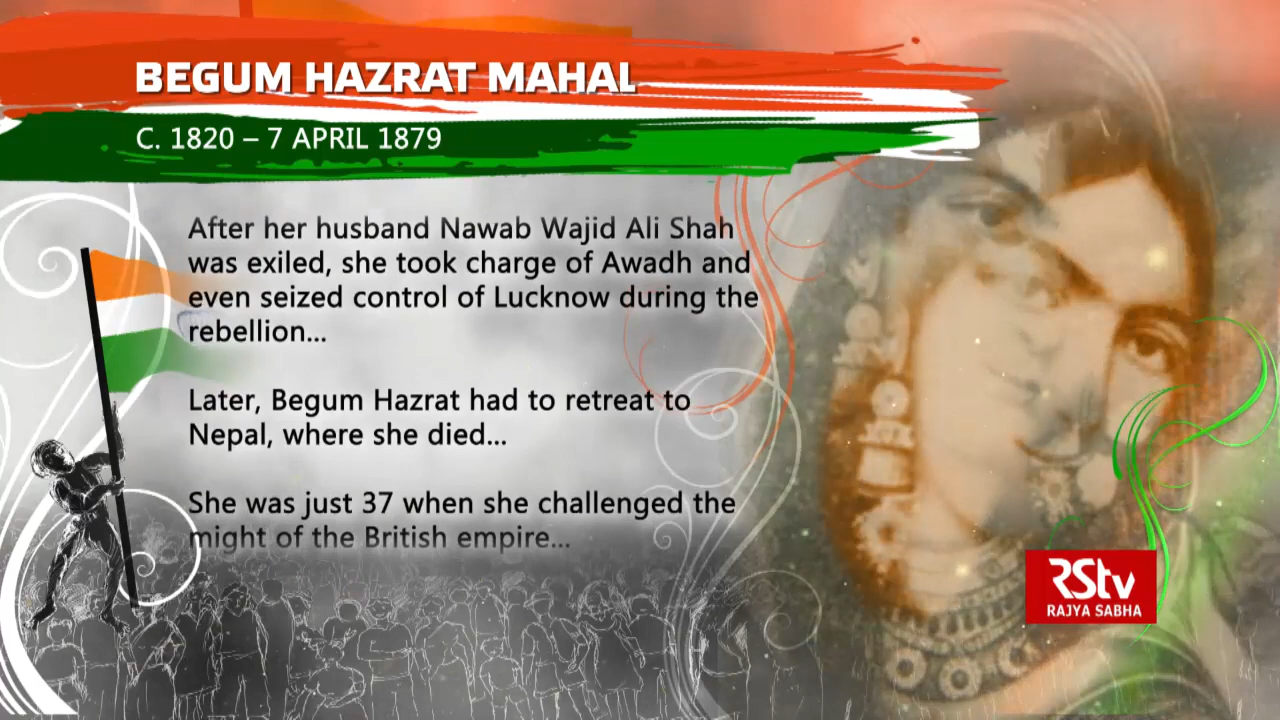 BEGUM HAZRAT MAHAL
C. 1820 – 7 APRIL 1879
After her husband Nawab Wajid Ali Shah
was exiled, she took charge of Awadh and
even seized control of Lucknow during the
rebellion...
Later, Begum Hazrat had to retreat to
Nepal, where she died...
She was just 37 when she challenged the
might of the British empire...
RStv
RAJYA SABHA